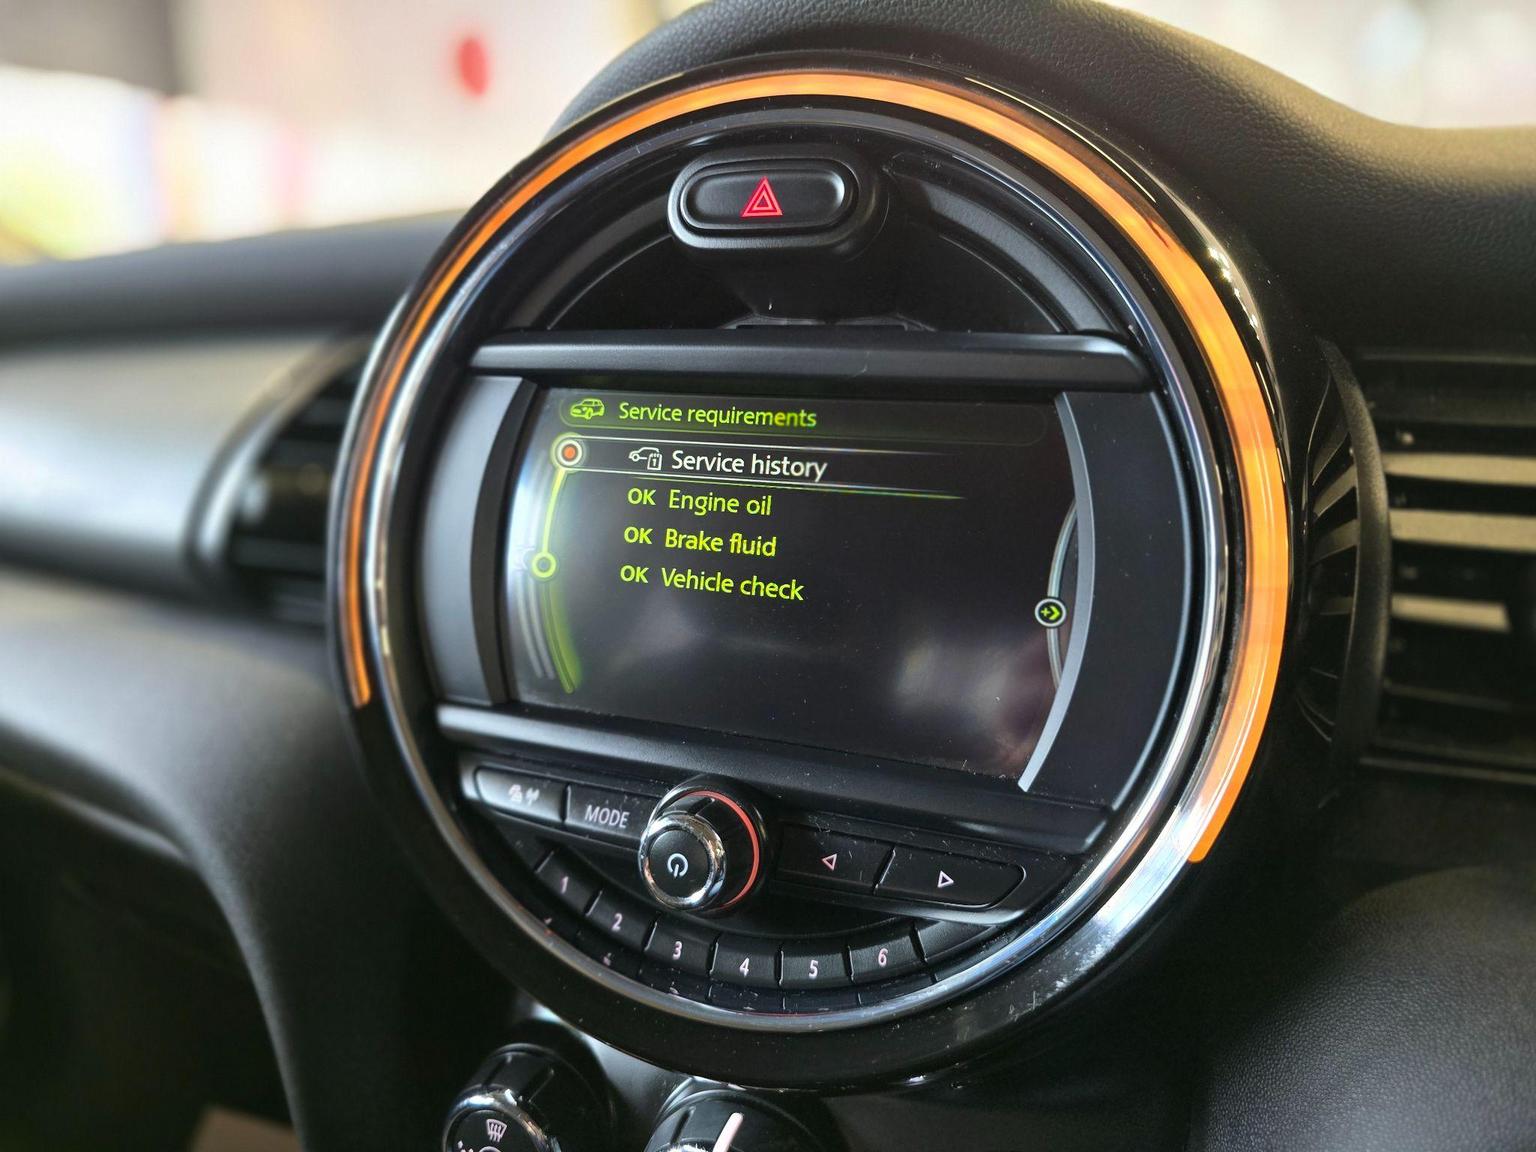 Service requirements
Service history
OK Engine oil
OK Brake fluid
OK Vehicle check
MODE
1
2
3
4
5
6